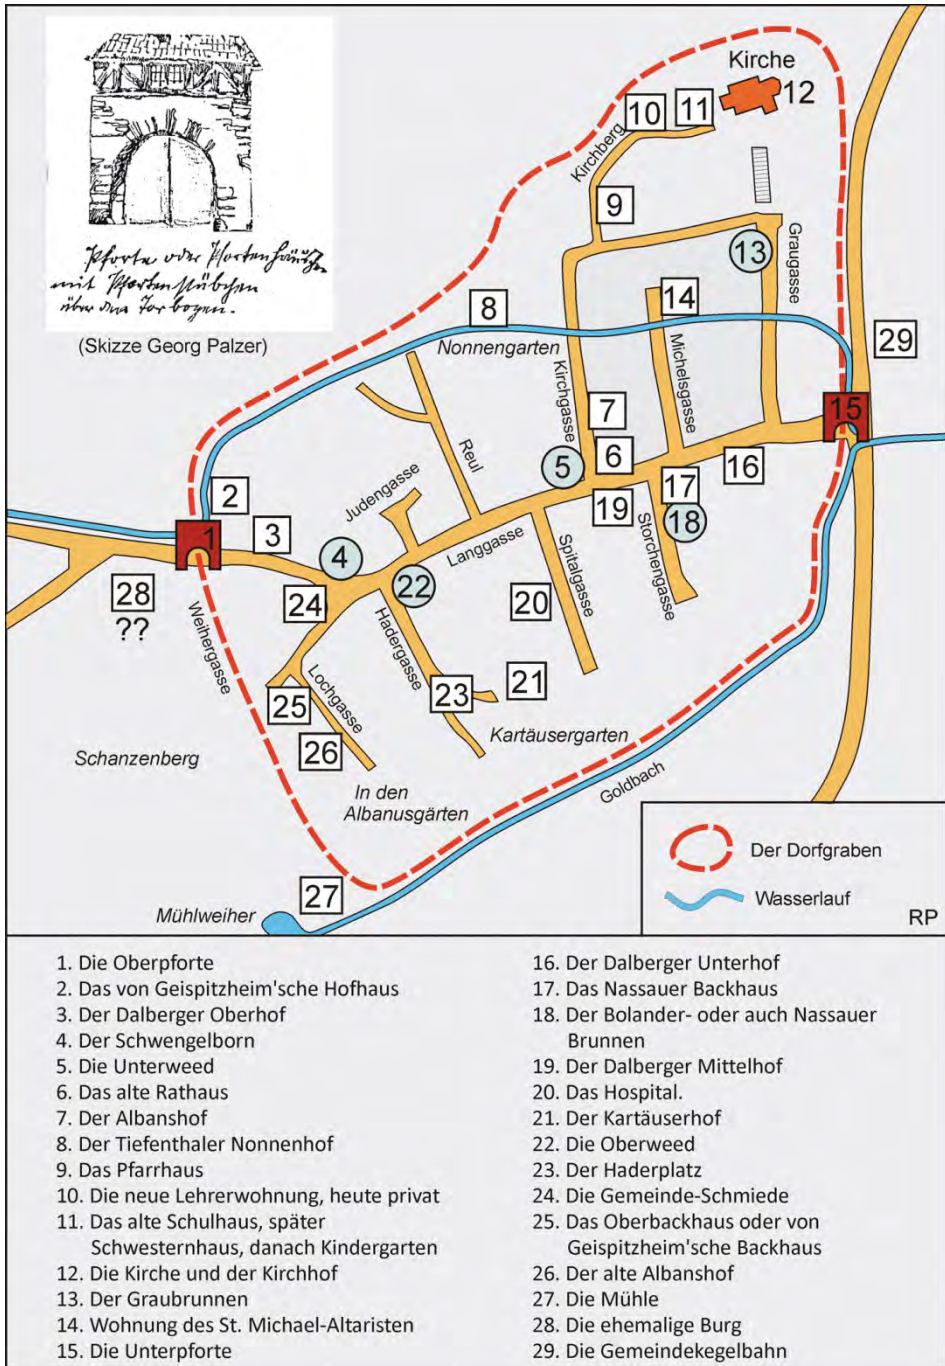 Pforte oder Pfortenhäuschen
mit Pfortenstübchen
über dem Torbogen.
(Skizze Georg Palzer)
Kirche
12
10
11
Kirchberg
9
13
Graugasse
14
8
Nonnengarten
29
Kirchgasse
Michelsgasse
7
15
Reul
6
5
16
2
Judengasse
17
19
18
1
3
Langgasse
Storchengasse
4
Spitalgasse
22
28
??
24
20
Weihergasse
Hadergasse
Lochgasse
23
21
25
Kartäusergarten
26
Schanzenberg
In den
Albanusgärten
Goldbach
27
Mühlweiher
Der Dorfgraben
Wasserlauf
RP
1. Die Oberpforte
2. Das von Geispitzheim'sche Hofhaus
3. Der Dalberger Oberhof
4. Der Schwengelborn
5. Die Unterweed
6. Das alte Rathaus
7. Der Albanshof
8. Der Tiefenthaler Nonnenhof
9. Das Pfarrhaus
10. Die neue Lehrerwohnung, heute privat
11. Das alte Schulhaus, später
Schwesternhaus, danach Kindergarten
12. Die Kirche und der Kirchhof
13. Der Graubrunnen
14. Wohnung des St. Michael-Altaristen
15. Die Unterpforte
16. Der Dalberger Unterhof
17. Das Nassauer Backhaus
18. Der Bolander- oder auch Nassauer
Brunnen
19. Der Dalberger Mittelhof
20. Das Hospital.
21. Der Kartäuserhof
22. Die Oberweed
23. Der Haderplatz
24. Die Gemeinde-Schmiede
25. Das Oberbackhaus oder von
Geispitzheim'sche Backhaus
26. Der alte Albanshof
27. Die Mühle
28. Die ehemalige Burg
29. Die Gemeindekegelbahn